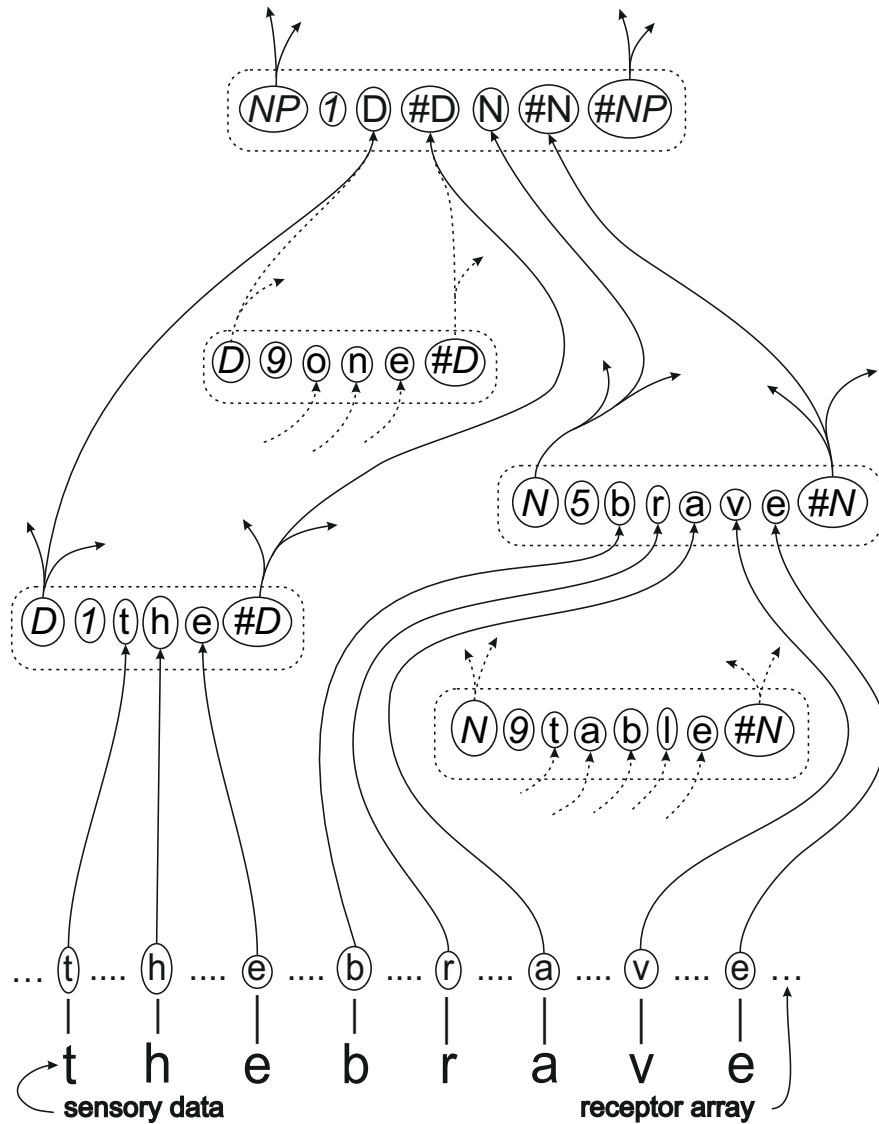 NP 1 D #D N #N #NP
D 9 o n e #D
N 5 b r a v e #N
D 1 t h e #D
N 9 t a b l e #N
... t .... h .... e .... b .... r .... a .... v .... e ...
t h e b r a v e
sensory data receptor array